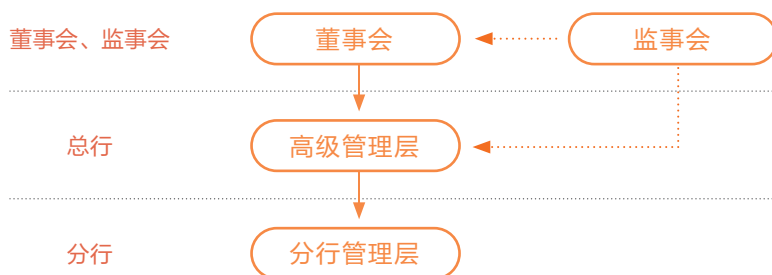 董事会、监事会
董事会
监事会
总行
高级管理层
分行
分行管理层